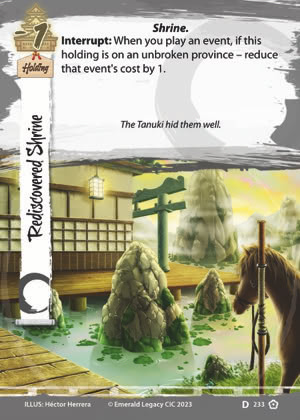 Shrine.
1
Interrupt: When you play an event, if this
holding is on an unbroken province – reduce
that event's cost by 1.
Holding
The Tanuki hid them well.
Rediscovered Shrine
ILLUS: Héctor Herrera © Emerald Legacy CIC 2023 D 233